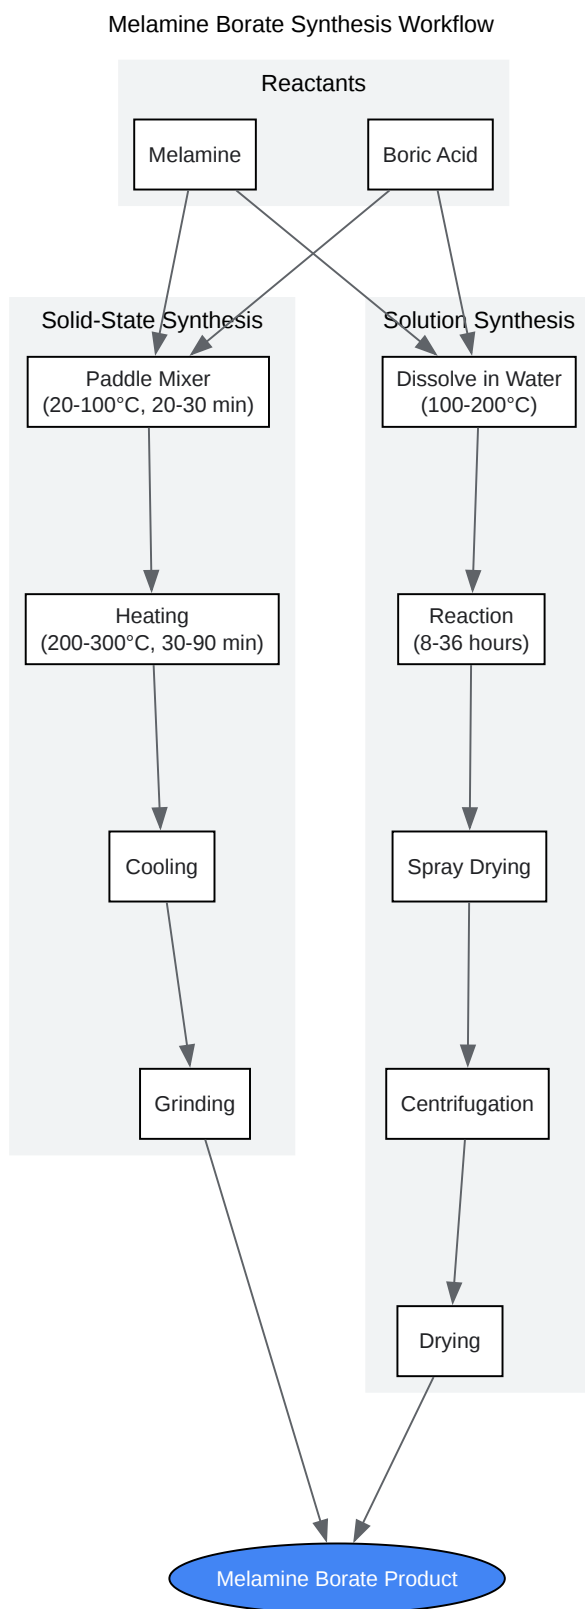 Melamine Borate Synthesis Workflow
Reactants
Melamine
Boric Acid
Solid-State Synthesis
Paddle Mixer
(20-100°C, 20-30 min)
Heating
(200-300°C, 30-90 min)
Cooling
Grinding
Solution Synthesis
Dissolve in Water
(100-200°C)
Reaction
(8-36 hours)
Spray Drying
Centrifugation
Drying
Melamine Borate Product